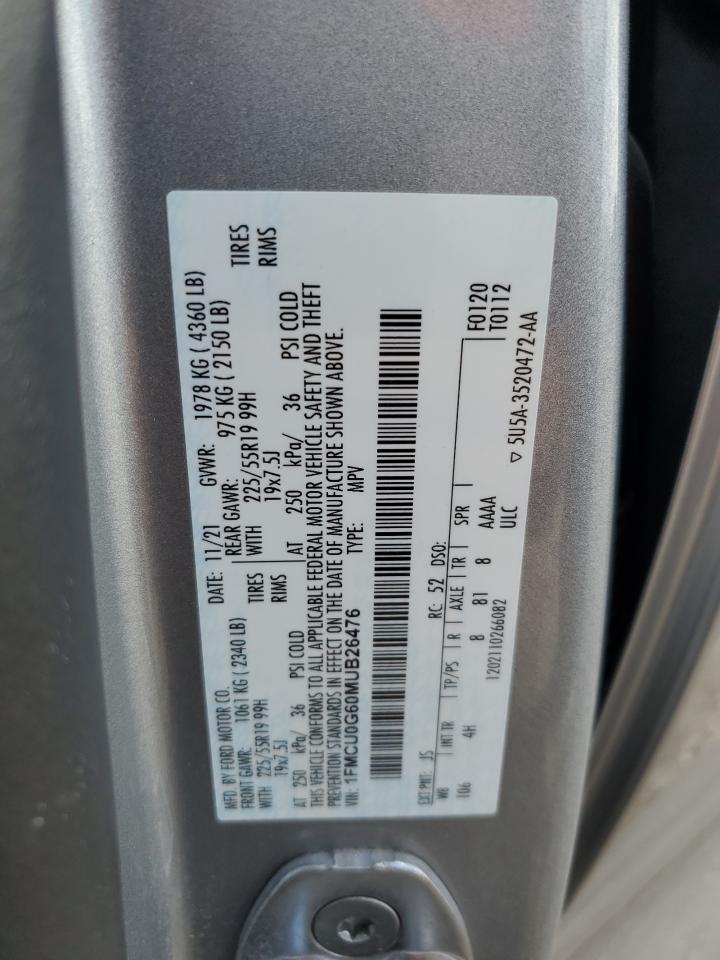 MFD. BY FORD MOTOR CO. DATE: 11/21 GVWR: 1978 KG ( 4360 LB)
FRONT GAWR: 1061 KG ( 2340 LB) REAR GAWR: 975 KG ( 2150 LB)
WITH 225/55R19 99H TIRES WITH 225/55R19 99H TIRES
19x7.5J RIMS 19x7.5J RIMS
AT 250 kPa/ 36 PSI COLD AT 250 kPa/ 36 PSI COLD
THIS VEHICLE CONFORMS TO ALL APPLICABLE FEDERAL MOTOR VEHICLE SAFETY AND THEFT
PREVENTION STANDARDS IN EFFECT ON THE DATE OF MANUFACTURE SHOWN ABOVE.
VIN: 1FMCU0G60MUB26476 TYPE: MPV
EXT PNT: JS RC: 52 DSO: F0120
WB INT TR TP/PS R AXLE TR SPR T0112
106 4H 8 81 8 AAAA
1202110266082 ULC ▽ 5U5A-3520472-AA